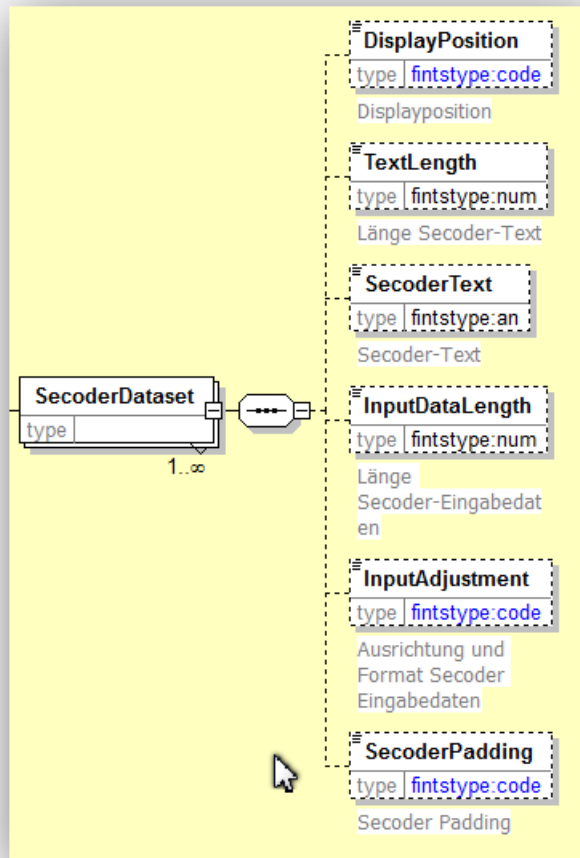 DisplayPosition
type fintstype:code
Displayposition
TextLength
type fintstype:num
Länge Secoder-Text
SecoderText
type fintstype:an
Secoder-Text
SecoderDataset
type
1..∞
InputDataLength
type fintstype:num
Länge
Secoder-Eingabedat
en
InputAdjustment
type fintstype:code
Ausrichtung und
Format Secoder
Eingabedaten
SecoderPadding
type fintstype:code
Secoder Padding